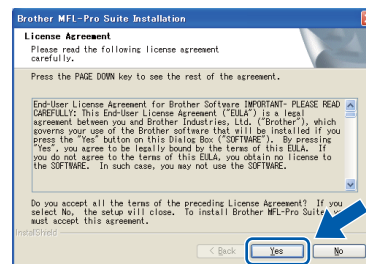 Brother MFL-Pro Suite Installation
License Agreement
Please read the following license agreement
carefully.
Press the PAGE DOWN key to see the rest of the agreement.
End-User License Agreement for Brother Software IMPORTANT- PLEASE READ
CAREFULLY: This End-User License Agreement ("EULA") is a legal
agreement between you and Brother Industries, Ltd. ("Brother"), which
governs your use of the Brother software that will be installed if you
press the "Yes" button on this Dialog Box ("SOFTWARE"). By pressing
"Yes", you agree to be legally bound by the terms of this EULA. If
you do not agree to the terms of this EULA, you obtain no license to
the SOFTWARE. In such case, you may not use the SOFTWARE.
Do you accept all the terms of the preceding License Agreement? If you
select No, the setup will close. To install Brother MFL-Pro Suite,
must accept this agreement.
InstallShield
< Back Yes No